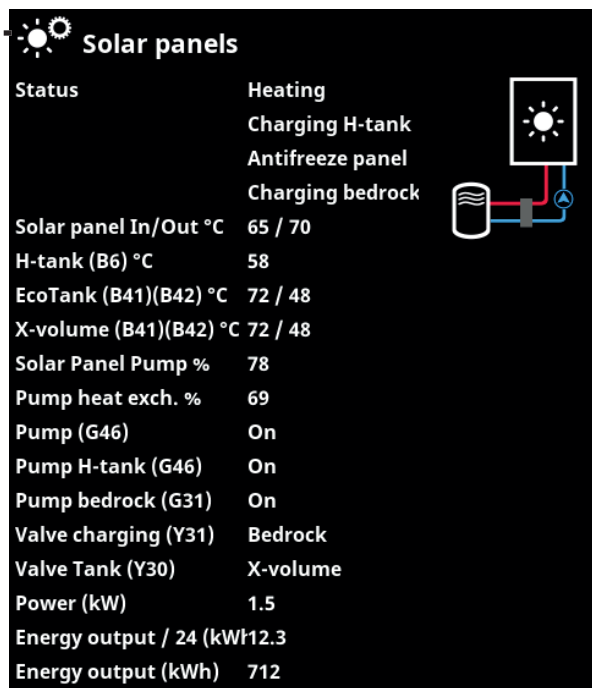 Solar panels
Status Heating
Charging H-tank
Antifreeze panel
Charging bedrock
Solar panel In/Out °C 65 / 70
H-tank (B6) °C 58
EcoTank (B41)(B42) °C 72 / 48
X-volume (B41)(B42) °C 72 / 48
Solar Panel Pump % 78
Pump heat exch. % 69
Pump (G46) On
Pump H-tank (G46) On
Pump bedrock (G31) On
Valve charging (Y31) Bedrock
Valve Tank (Y30) X-volume
Power (kW) 1.5
Energy output / 24 (kWh 12.3
Energy output (kWh) 712